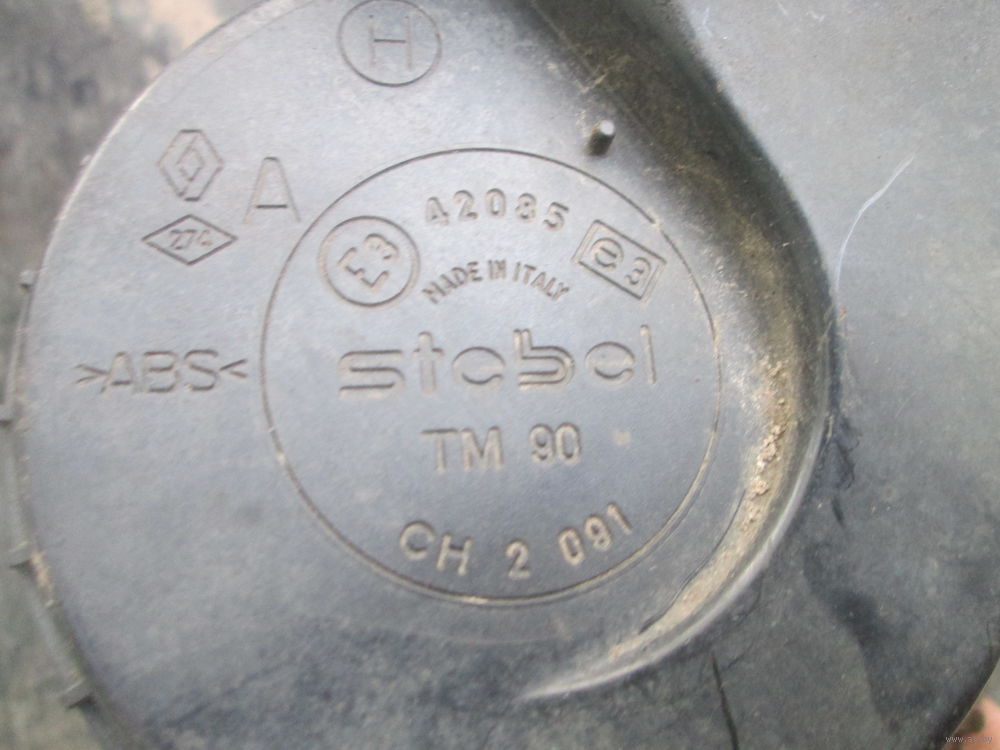 H
A
274
42085
E3
e3
MADE IN ITALY
>ABS<
stebel
TM 90
CH 2 091